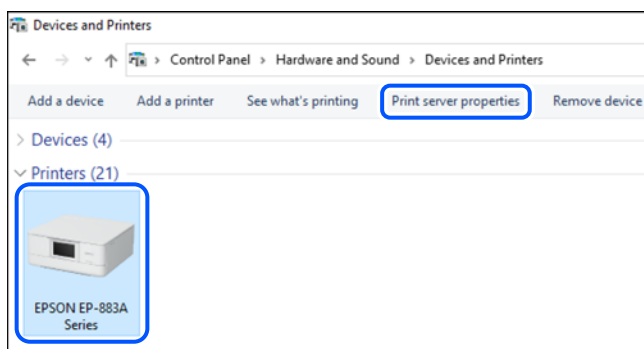 Devices and Printers
Control Panel > Hardware and Sound > Devices and Printers
Add a device Add a printer See what's printing Print server properties Remove device
Devices (4)
Printers (21)
EPSON EP-883A
Series